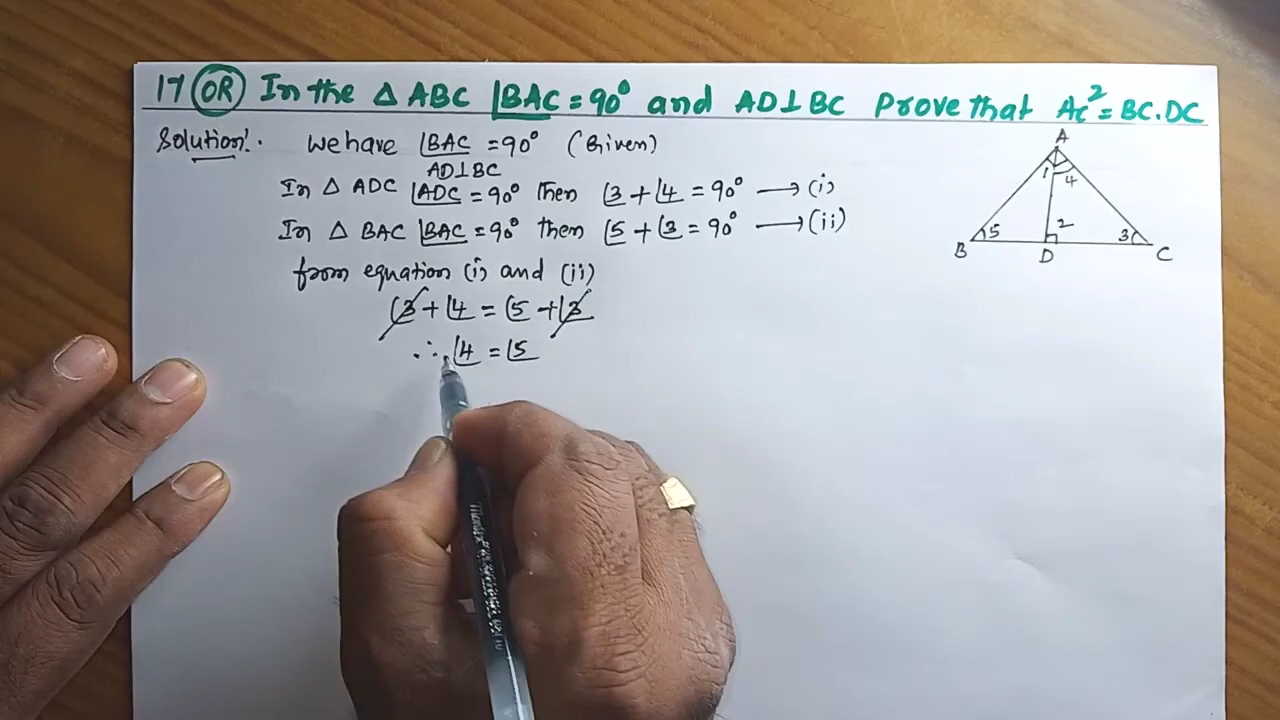 17 OR In the △ ABC ∠BAC = 90° and AD⊥BC Prove that AC² = BC.DC
Solution:. We have ∠BAC = 90° (Given)
AD⊥BC
In △ ADC ∠ADC = 90° then ∠3 + ∠4 = 90° ⟶ (i)
In △ BAC ∠BAC = 90° then ∠5 + ∠3 = 90° ⟶ (ii)
from equation (i) and (ii)
∠3 + ∠4 = ∠5 + ∠3
∴ ∠4 = ∠5
A
1 4
5 2 3
B D C